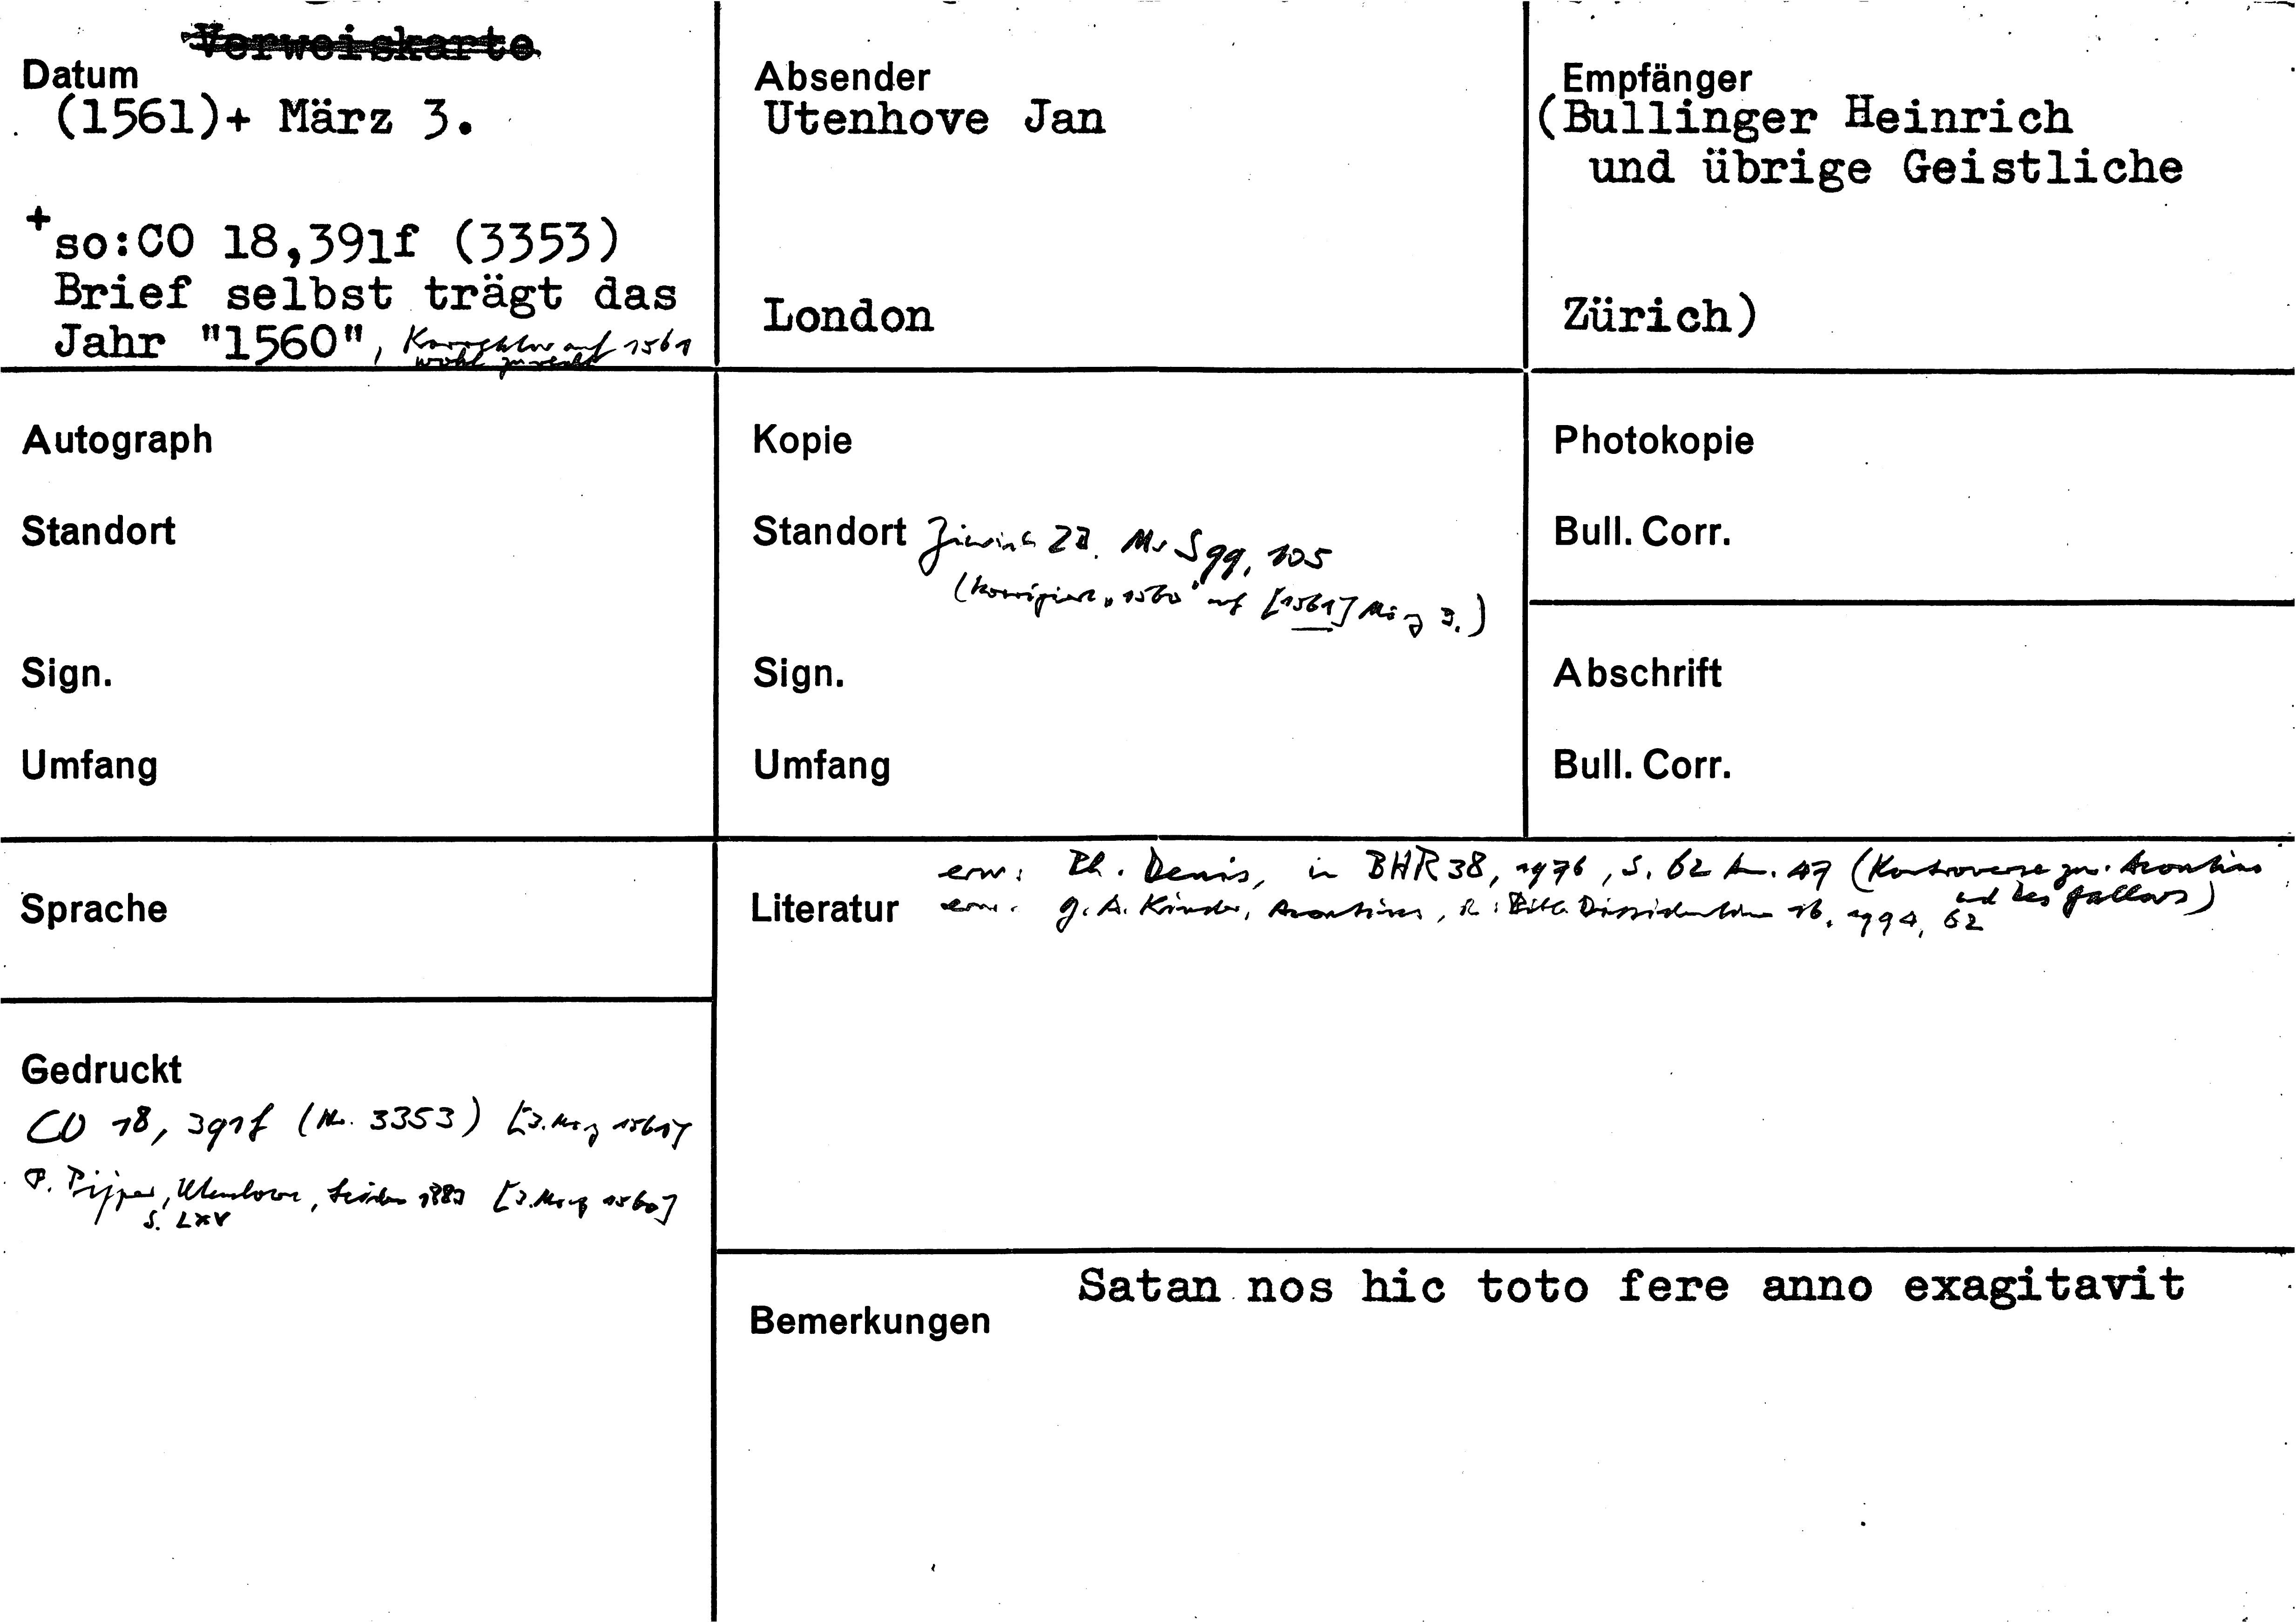 Verweiskarte
Datum
(1561)+ März 3.
+
so:CO 18,391f (3353)
Brief selbst trägt das
Jahr "1560", Korrektur auf 1561
wohl zurecht
Absender
Utenhove Jan
London
Empfänger
(Bullinger Heinrich
und übrige Geistliche
Zürich)
Autograph
Standort
Sign.
Umfang
Kopie
Standort Zürich ZB. Ms S 99, 105
(korrigiert „1560" auf [1561] März 3.)
Sign.
Umfang
Photokopie
Bull. Corr.
Abschrift
Bull. Corr.
Sprache
Literatur
erw: Ph. Denis, in BHR 38, 1976, S. 62 A. 47 (Kontroverse zw. Acontius
und des Gallars)
erw. G. A. Kinder, Acontius, Bibl. Dissidentium 16, 1994, 62
Gedruckt
CO 18, 391f (Nr. 3353) [3. März 1561]
F. Pijper, Utenhove, Leiden 1883 [3. März 1560]
S. LXV
Bemerkungen
Satan nos hic toto fere anno exagitavit